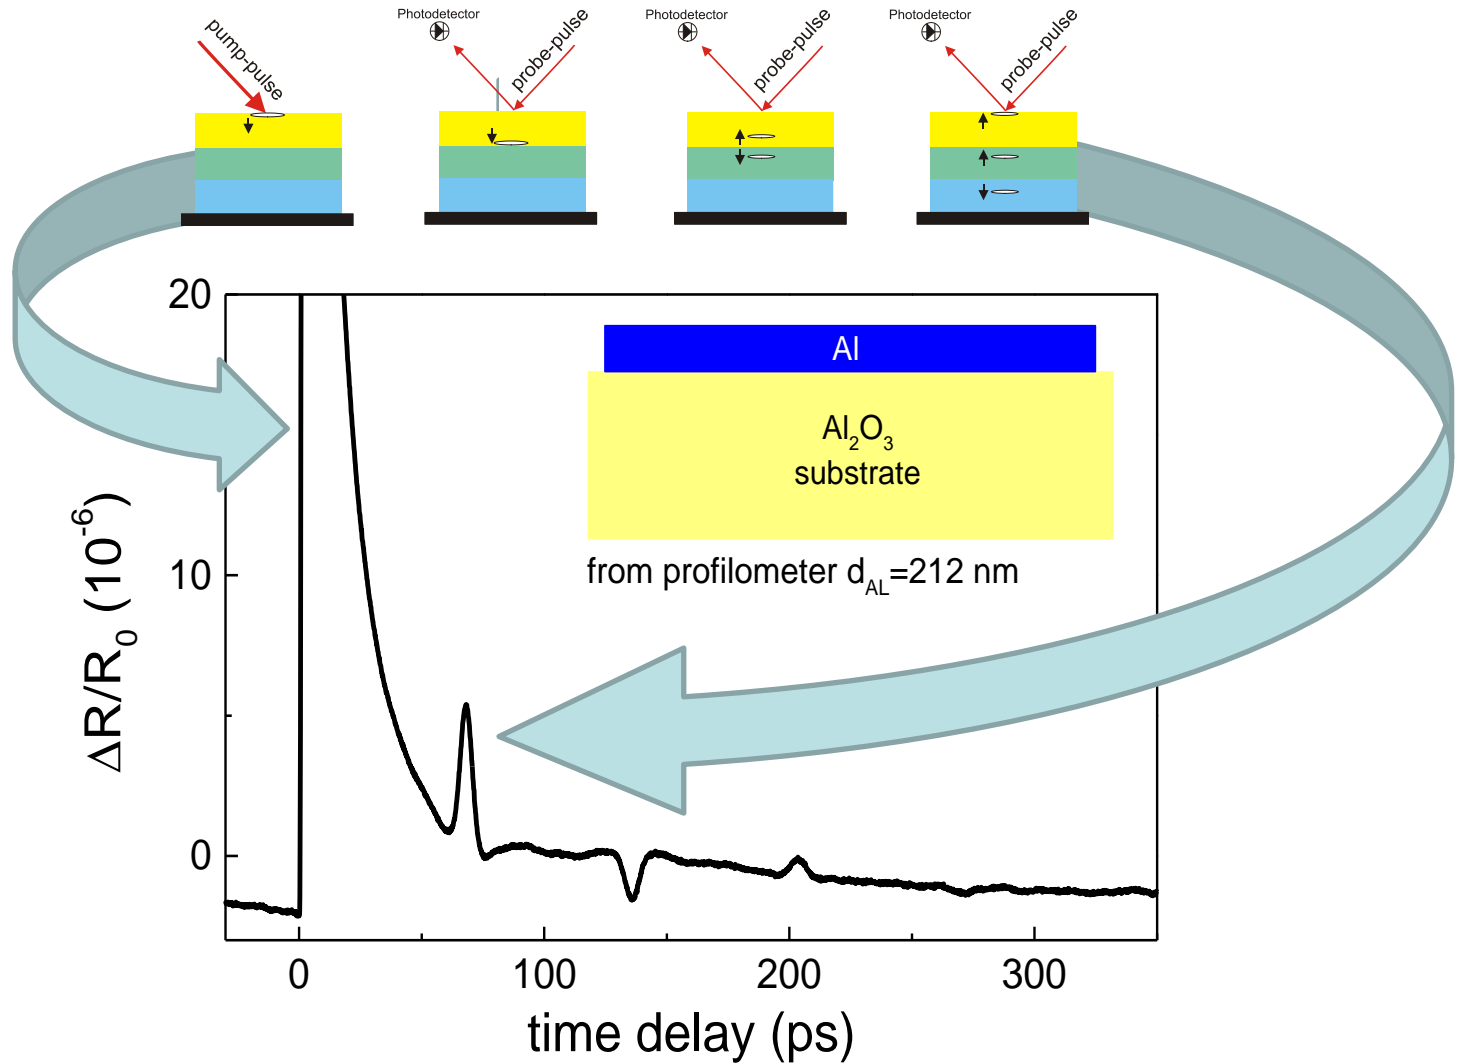 pump-pulse
Photodetector
probe-pulse
Photodetector
probe-pulse
Photodetector
probe-pulse
20
10
0
ΔR/R₀ (10⁻⁶)
Al
Al₂O₃
substrate
from profilometer d_AL=212 nm
0
100
200
300
time delay (ps)